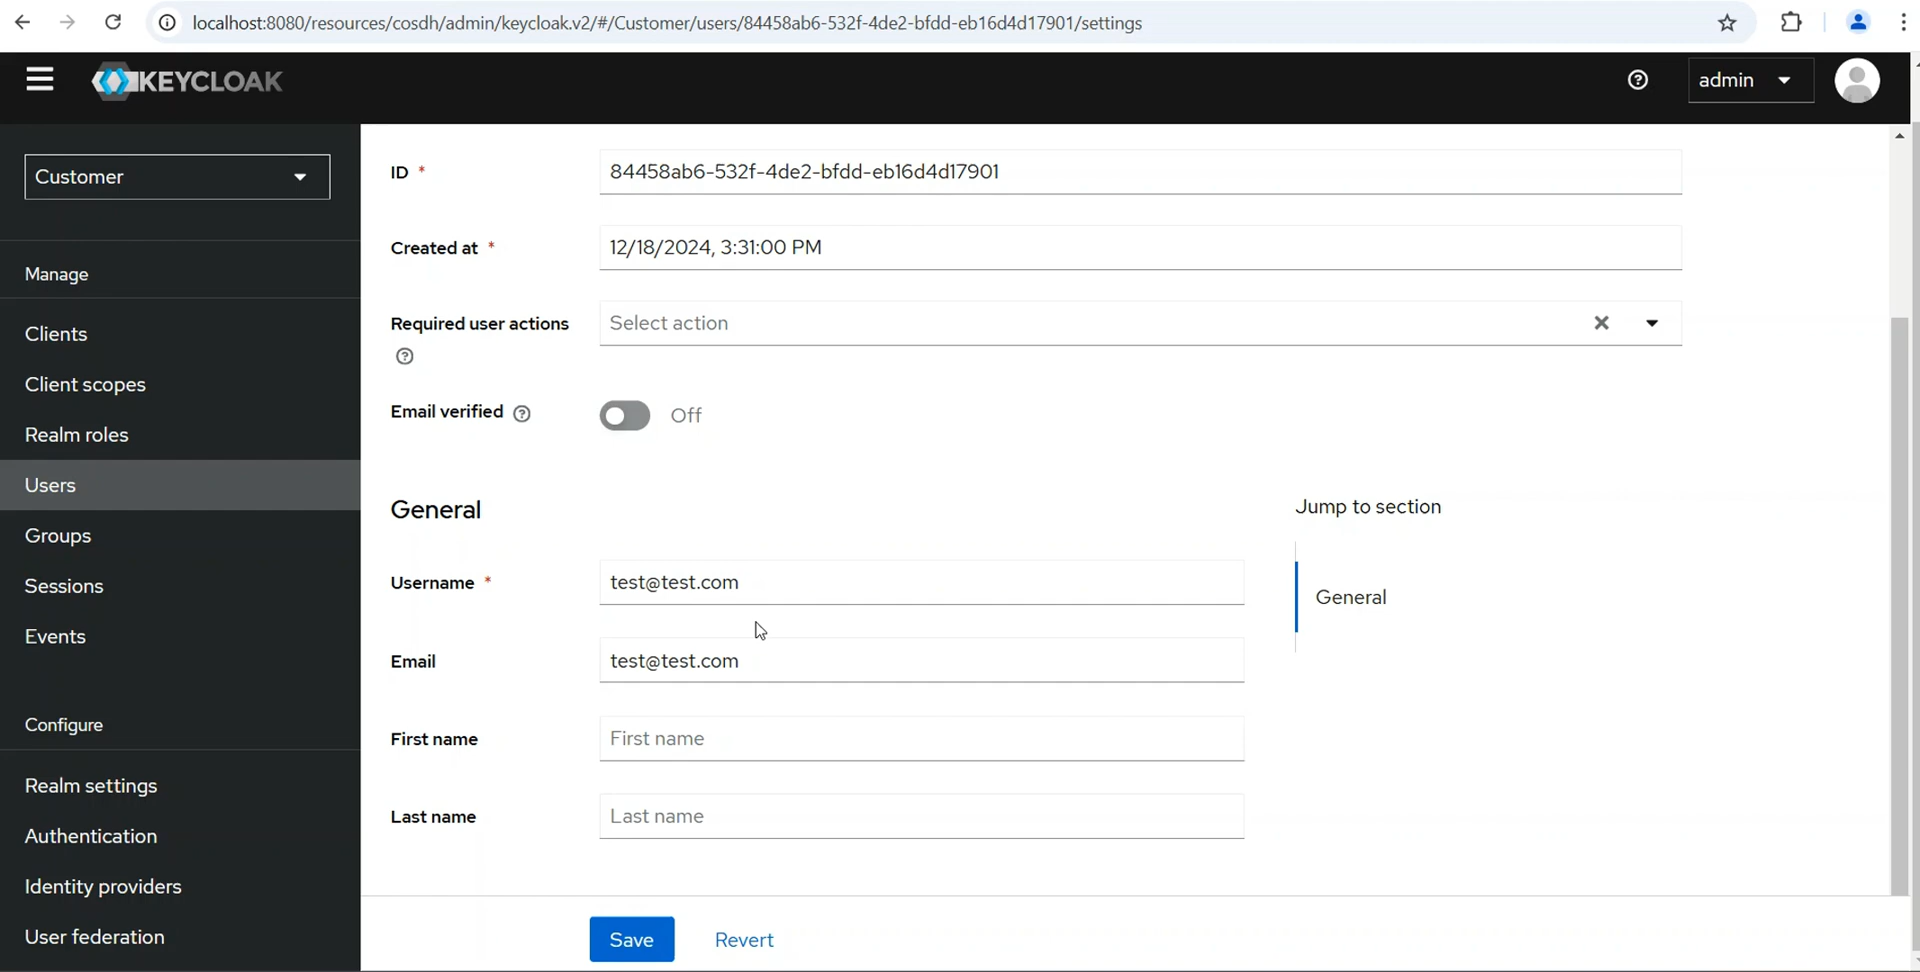 localhost:8080/resources/cosdh/admin/keycloak.v2/#/Customer/users/84458ab6-532f-4de2-bfdd-eb16d4d17901/settings
KEYCLOAK
admin
Customer
Manage
Clients
Client scopes
Realm roles
Users
Groups
Sessions
Events
Configure
Realm settings
Authentication
Identity providers
User federation
ID * 84458ab6-532f-4de2-bfdd-eb16d4d17901
Created at * 12/18/2024, 3:31:00 PM
Required user actions Select action
Email verified Off
General
Username * test@test.com
Email test@test.com
First name First name
Last name Last name
Jump to section
General
Save Revert